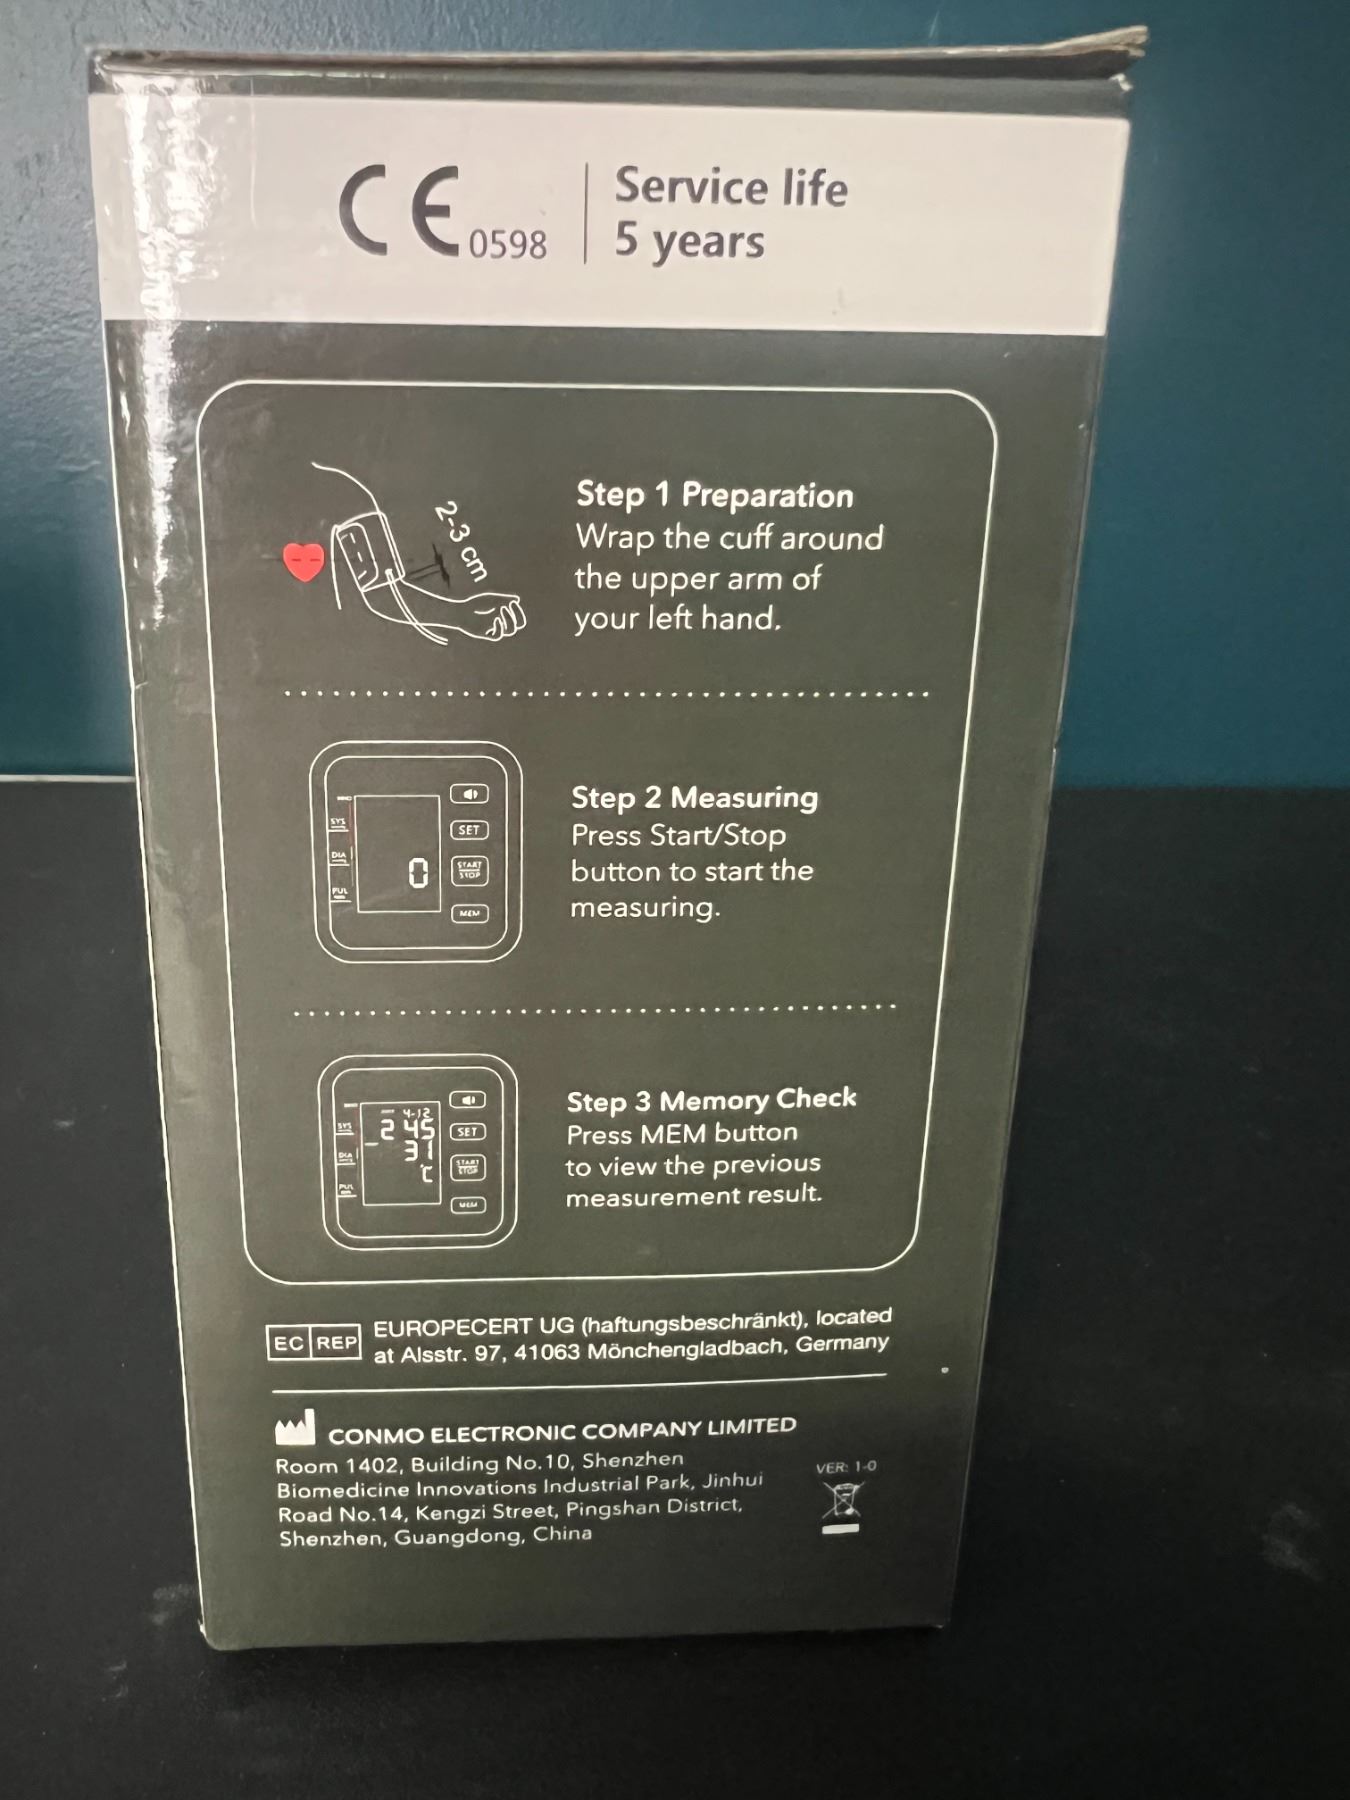 CE 0598
Service life
5 years
2-3 cm
Step 1 Preparation
Wrap the cuff around
the upper arm of
your left hand.
SYS
DIA
PUL
0
SET
START
STOP
MEM
Step 2 Measuring
Press Start/Stop
button to start the
measuring.
SYS
DIA
PUL
4-12
2 45
31
℃
SET
START
STOP
MEM
Step 3 Memory Check
Press MEM button
to view the previous
measurement result.
EC REP
EUROPECERT UG (haftungsbeschränkt), located
at Alsstr. 97, 41063 Mönchengladbach, Germany
CONMO ELECTRONIC COMPANY LIMITED
Room 1402, Building No.10, Shenzhen
Biomedicine Innovations Industrial Park, Jinhui
Road No.14, Kengzi Street, Pingshan District,
Shenzhen, Guangdong, China
VER: 1-0